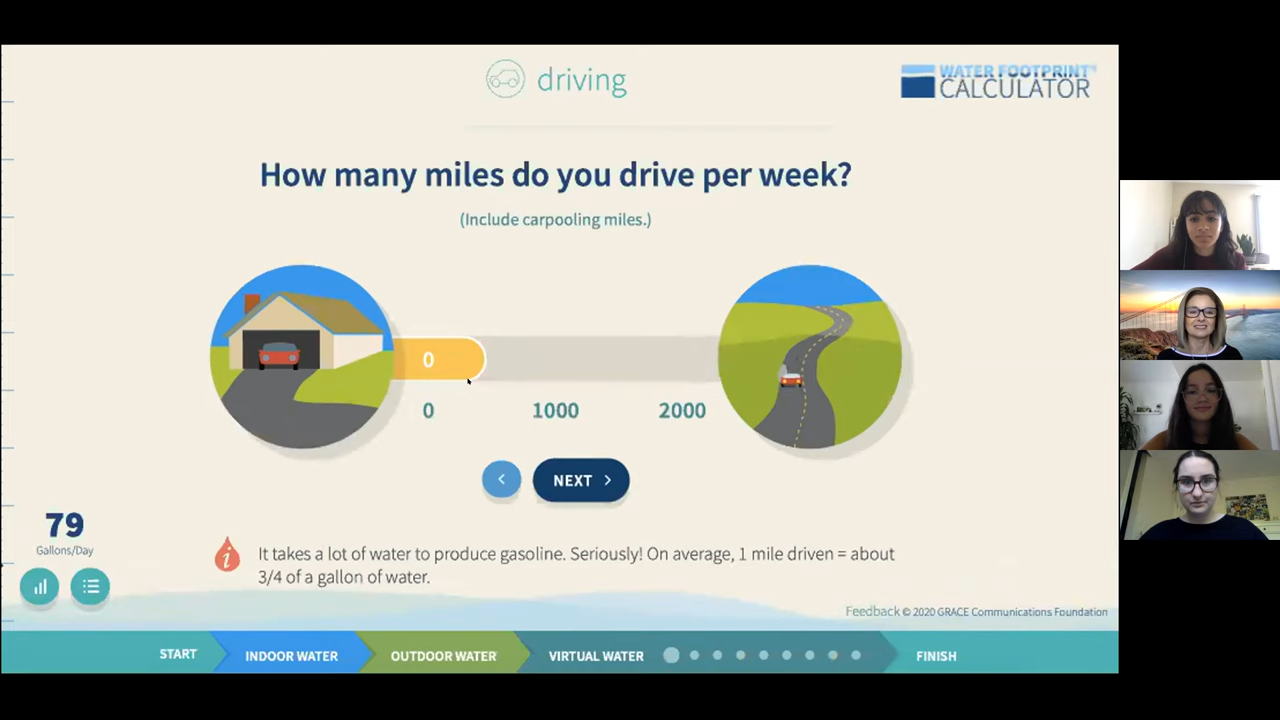 driving
WATER FOOTPRINT
CALCULATOR
How many miles do you drive per week?
(Include carpooling miles.)
0
0 1000 2000
NEXT
79
Gallons/Day
i
It takes a lot of water to produce gasoline. Seriously! On average, 1 mile driven = about
3/4 of a gallon of water.
Feedback © 2020 GRACE Communications Foundation
START INDOOR WATER OUTDOOR WATER VIRTUAL WATER FINISH